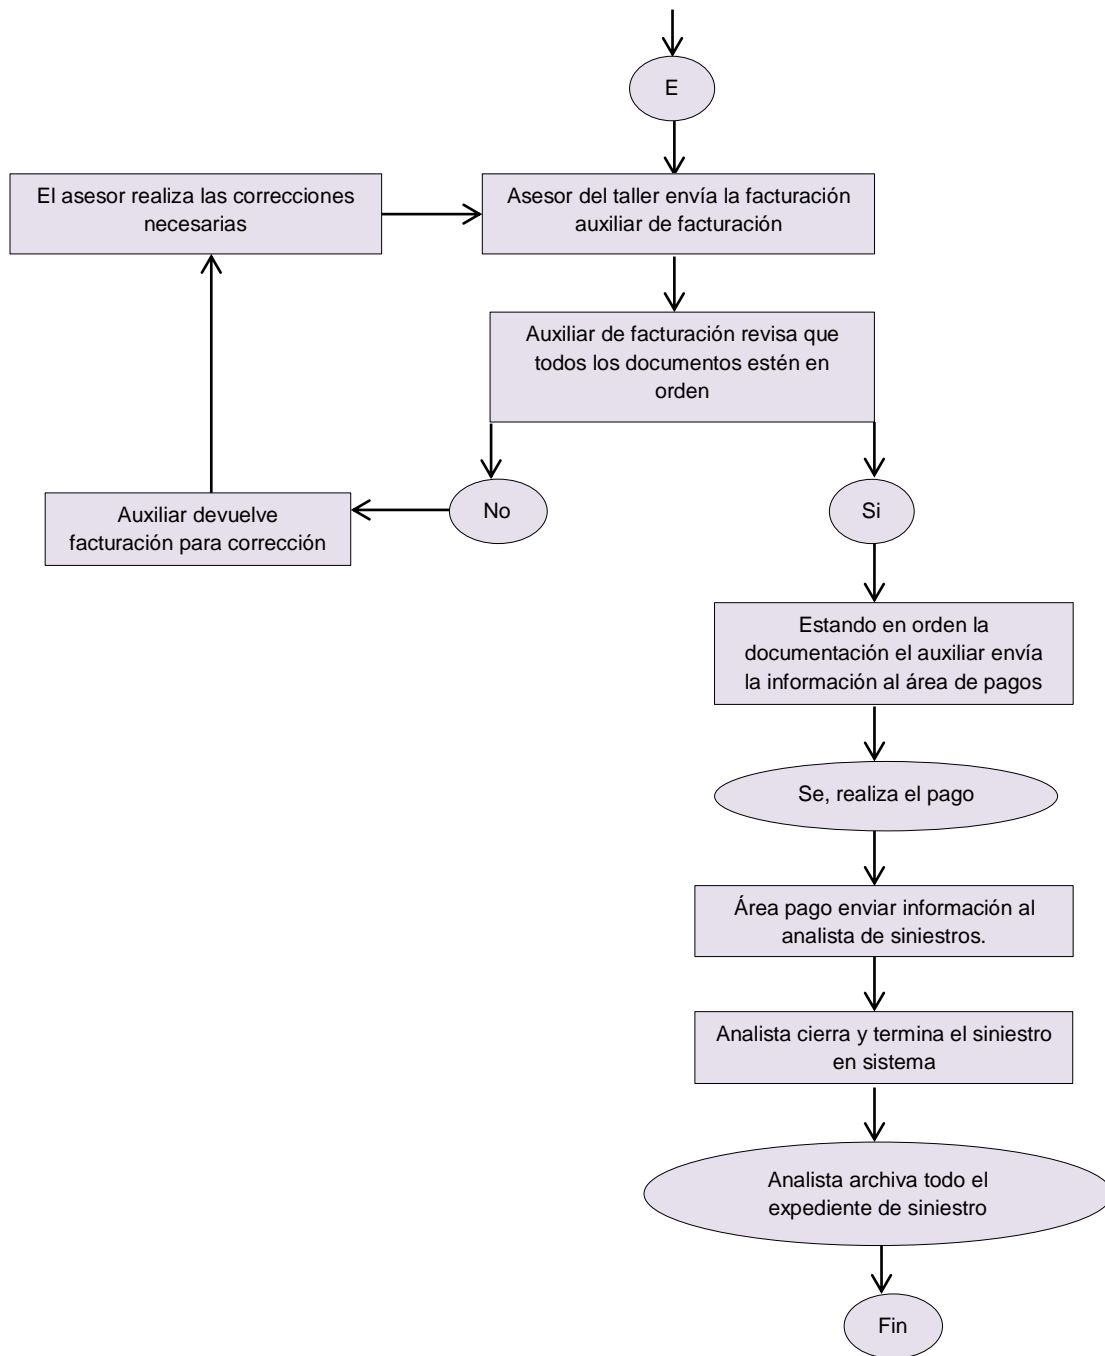 E
El asesor realiza las correcciones
necesarias
Asesor del taller envía la facturación
auxiliar de facturación
Auxiliar de facturación revisa que
todos los documentos estén en
orden
Auxiliar devuelve
facturación para corrección
No
Si
Estando en orden la
documentación el auxiliar envía
la información al área de pagos
Se, realiza el pago
Área pago enviar información al
analista de siniestros.
Analista cierra y termina el siniestro
en sistema
Analista archiva todo el
expediente de siniestro
Fin